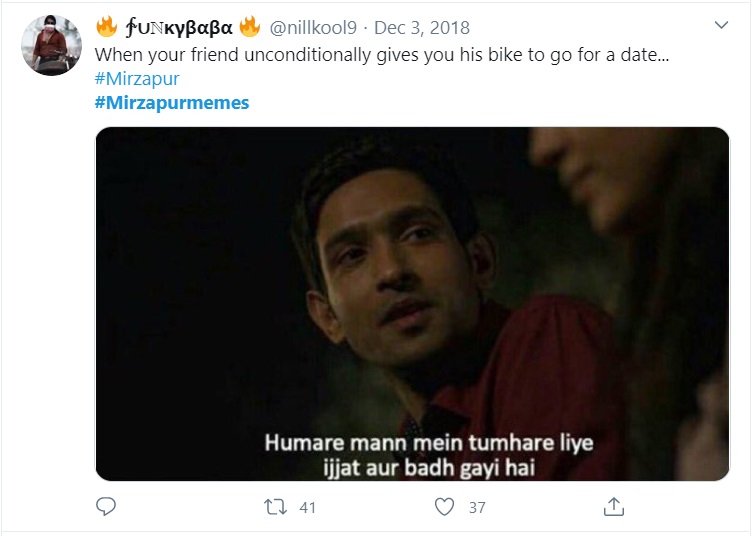 🔥 ƒυℕкγβαβα 🔥 @nillkool9 · Dec 3, 2018
When your friend unconditionally gives you his bike to go for a date...
#Mirzapur
#Mirzapurmemes
Humare mann mein tumhare liye
ijjat aur badh gayi hai
41 37